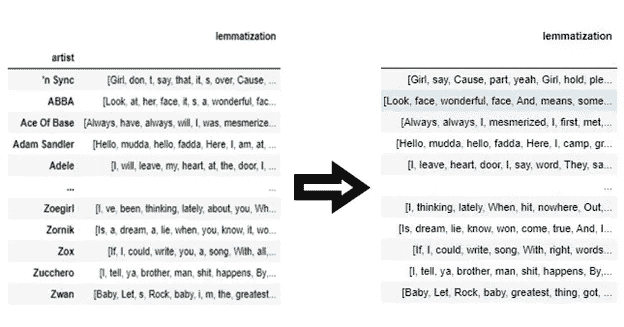 lemmatization
artist
'n Sync [Girl, don, t, say, that, it, s, over, Cause, ...
ABBA [Look, at, her, face, it, s, a, wonderful, fac...
Ace Of Base [Always, have, always, will, I, was, mesmerize...
Adam Sandler [Hello, mudda, hello, fadda, Here, I, am, at, ...
Adele [I, will, leave, my, heart, at, the, door, I, ...
... ...
Zoegirl [I, ve, been, thinking, lately, about, you, Wh...
Zornik [Is, a, dream, a, lie, when, you, know, it, wo...
Zox [If, I, could, write, you, a, song, With, all,...
Zucchero [I, tell, ya, brother, man, shit, happens, By,...
Zwan [Baby, Let, s, Rock, baby, i, m, the, greatest...
lemmatization
[Girl, say, Cause, part, yeah, Girl, hold, ple...
[Look, face, wonderful, face, And, means, some...
[Always, always, I, mesmerized, I, first, met,...
[Hello, mudda, hello, fadda, Here, I, camp, gr...
[I, leave, heart, door, I, say, word, They, sa...
...
[I, thinking, lately, When, hit, nowhere, Out,...
[Is, dream, lie, know, won, come, true, And, I...
[If, I, could, write, song, With, right, words...
[I, tell, ya, brother, man, shit, happens, By,...
[Baby, Let, Rock, baby, greatest, thing, got, ...